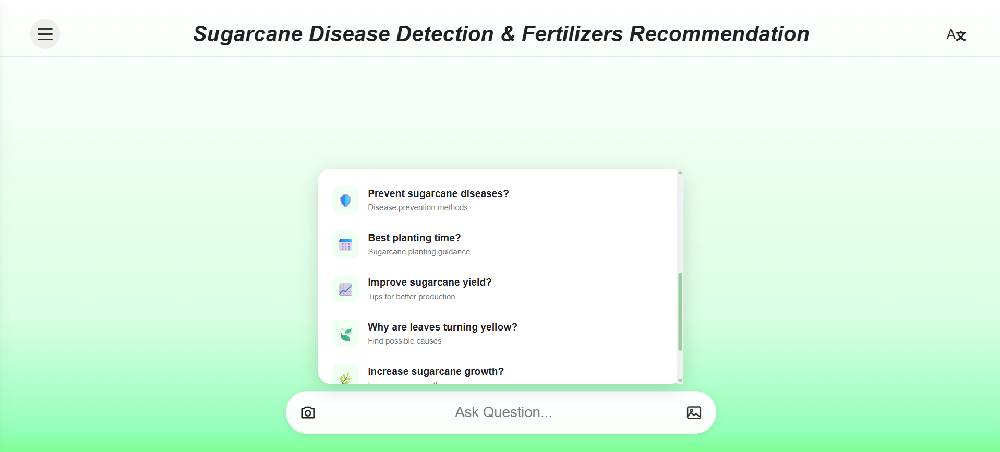 Sugarcane Disease Detection & Fertilizers Recommendation
A文
Prevent sugarcane diseases?
Disease prevention methods
Best planting time?
Sugarcane planting guidance
Improve sugarcane yield?
Tips for better production
Why are leaves turning yellow?
Find possible causes
Increase sugarcane growth?
Ask Question...